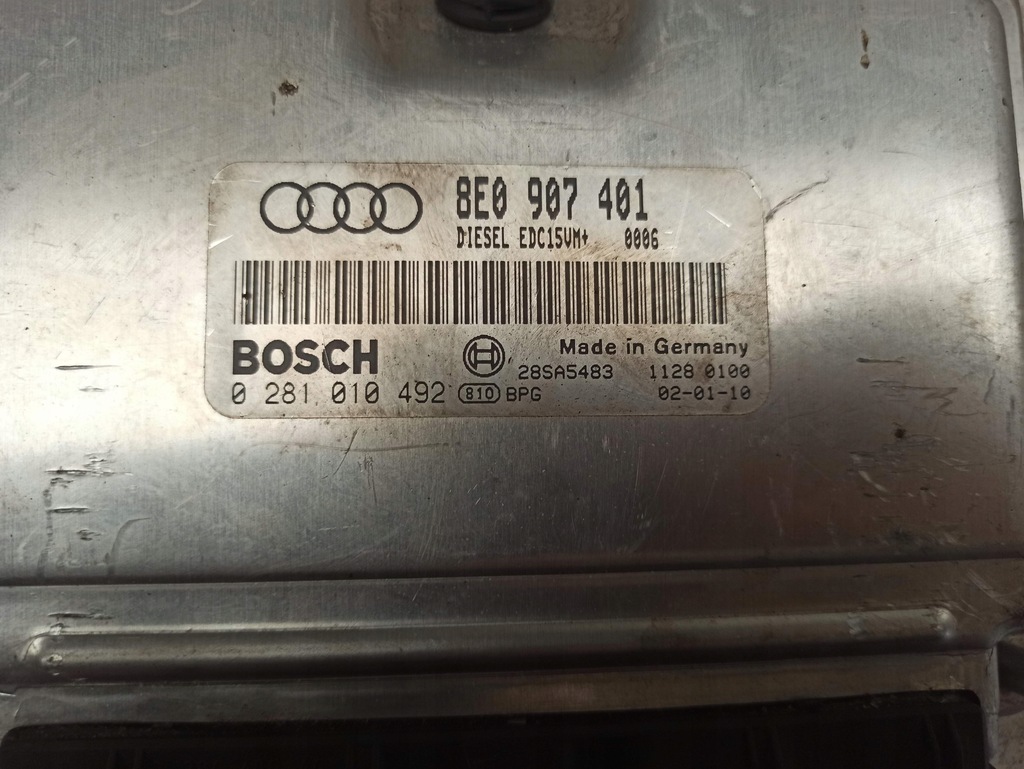 8E0 907 401
DIESEL EDC15VM+ 0006
BOSCH
Made in Germany
28SA5483 1128 0100
0 281 010 492 810 BPG 02-01-10